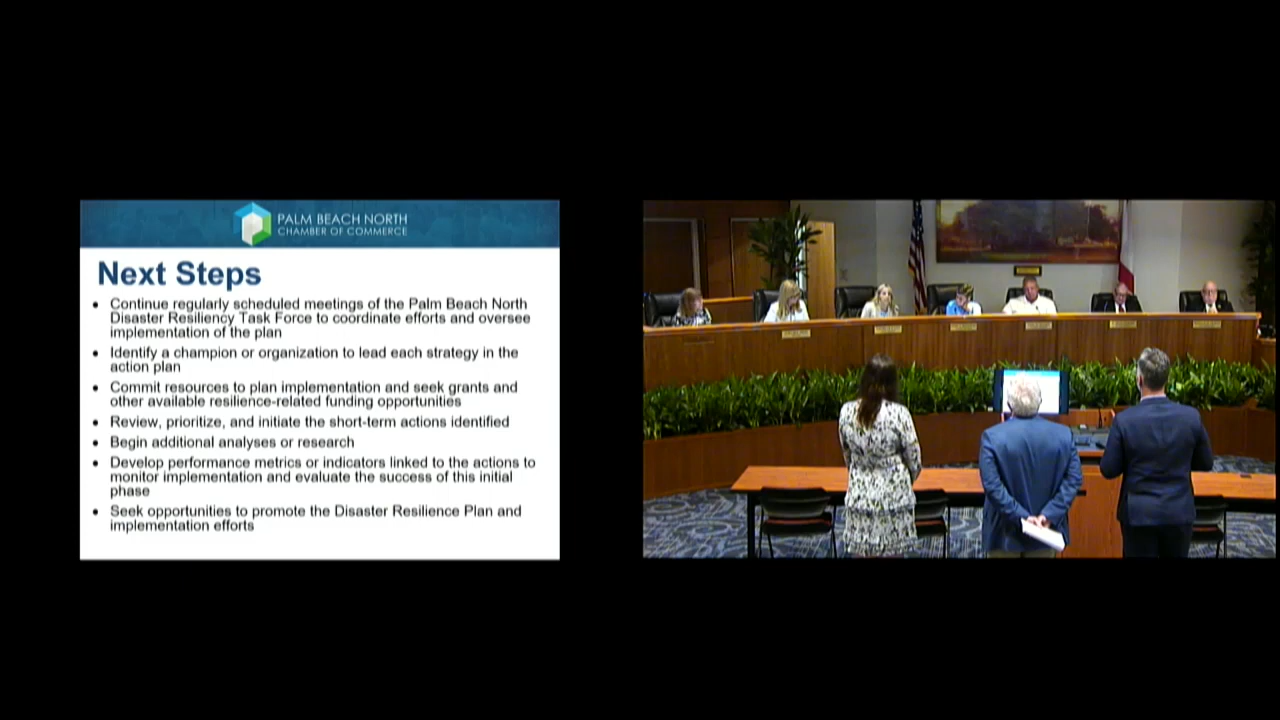 PALM BEACH NORTH
CHAMBER OF COMMERCE
Next Steps
• Continue regularly scheduled meetings of the Palm Beach North
Disaster Resiliency Task Force to coordinate efforts and oversee
implementation of the plan
• Identify a champion or organization to lead each strategy in the
action plan
• Commit resources to plan implementation and seek grants and
other available resilience-related funding opportunities
• Review, prioritize, and initiate the short-term actions identified
• Begin additional analyses or research
• Develop performance metrics or indicators linked to the actions to
monitor implementation and evaluate the success of this initial
phase
• Seek opportunities to promote the Disaster Resilience Plan and
implementation efforts